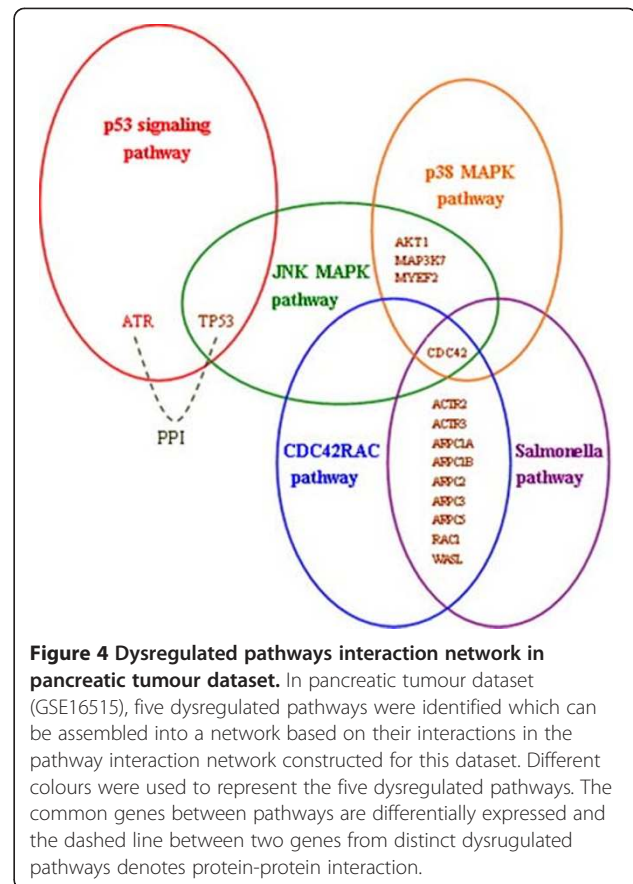 p53 signaling
pathway
p38 MAPK
pathway
AKT1
MAP3K7
MYEF2
JNK MAPK
pathway
ATR
TP53
PPI
CDC42
CDC42RAC
pathway
Salmonella
pathway
ACTR2
ACTR3
ARPC1A
ARPC1B
ARPC2
ARPC3
ARPC5
RAC1
WASL
Figure 4 Dysregulated pathways interaction network in
pancreatic tumour dataset. In pancreatic tumour dataset
(GSE16515), five dysregulated pathways were identified which can
be assembled into a network based on their interactions in the
pathway interaction network constructed for this dataset. Different
colours were used to represent the five dysregulated pathways. The
common genes between pathways are differentially expressed and
the dashed line between two genes from distinct dysrugulated
pathways denotes protein-protein interaction.